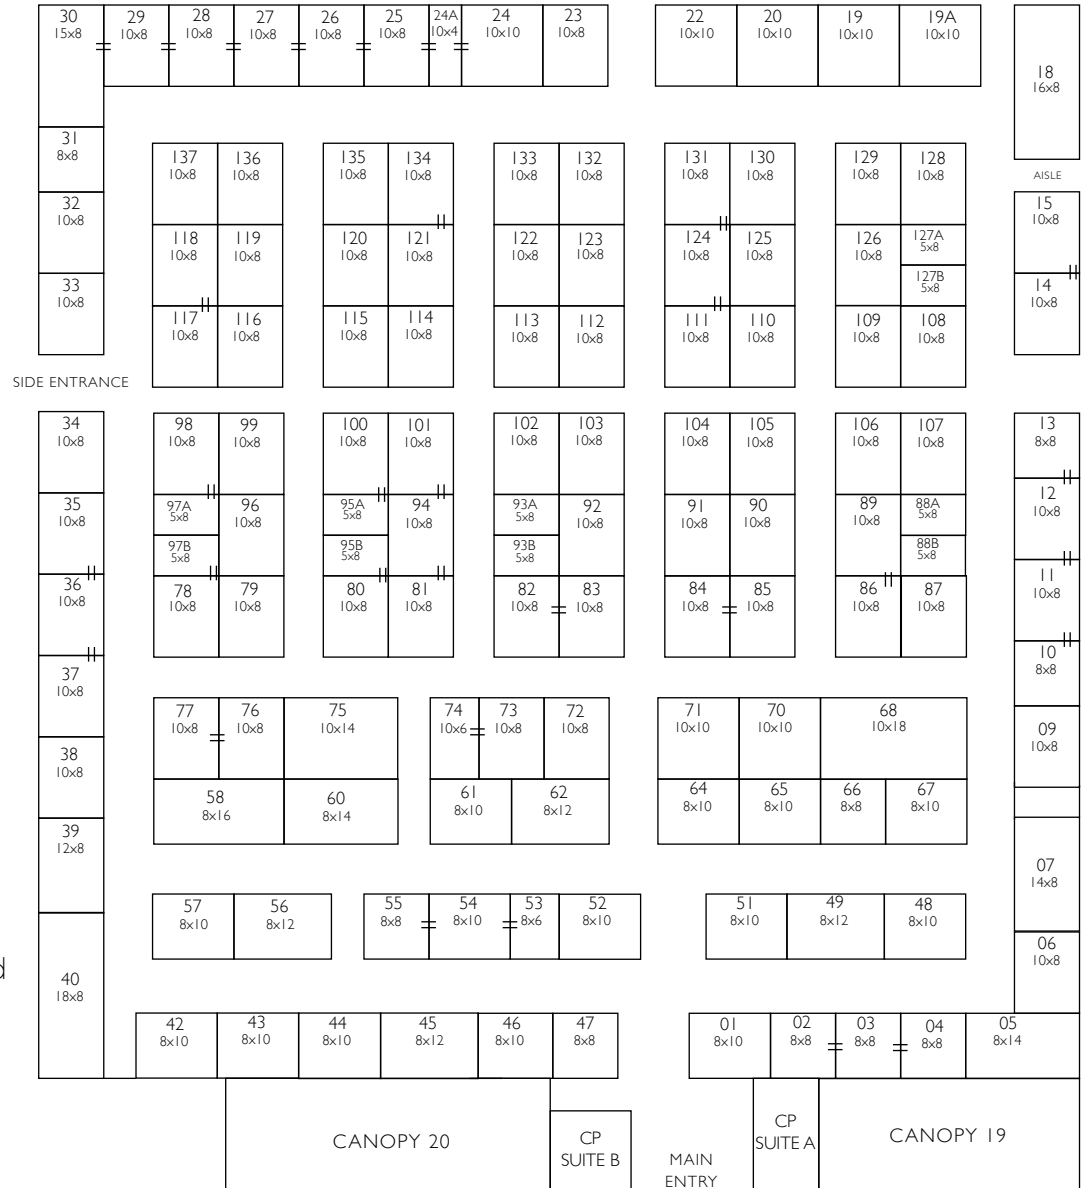 30 29 28 27 26 25 24A 24 23 22 20 19 19A
15x8 10x8 10x8 10x8 10x8 10x8 10x4 10x10 10x8 10x10 10x10 10x10 10x10
18
16x8
31
8x8
137 136 135 134 133 132 131 130 129 128
10x8 10x8 10x8 10x8 10x8 10x8 10x8 10x8 10x8 10x8
AISLE
32 15
10x8 10x8
118 119 120 121 122 123 124 125 126 127A
10x8 10x8 10x8 10x8 10x8 10x8 10x8 10x8 10x8 5x8
127B
5x8
33 14
10x8 10x8
117 116 115 114 113 112 111 110 109 108
10x8 10x8 10x8 10x8 10x8 10x8 10x8 10x8 10x8 10x8
SIDE ENTRANCE
34 98 99 100 101 102 103 104 105 106 107 13
10x8 10x8 10x8 10x8 10x8 10x8 10x8 10x8 10x8 10x8 10x8 8x8
35 97A 96 95A 94 93A 92 91 90 89 88A 12
10x8 5x8 10x8 5x8 10x8 5x8 10x8 10x8 10x8 10x8 5x8 10x8
97B 95B 93B 88B
5x8 5x8 5x8 5x8
36 78 79 80 81 82 83 84 85 86 87 11
10x8 10x8 10x8 10x8 10x8 10x8 10x8 10x8 10x8 10x8 10x8 10x8
37 10
10x8 8x8
77 76 75 74 73 72 71 70 68
10x8 10x8 10x14 10x6 10x8 10x8 10x10 10x10 10x18
38 09
10x8 10x8
58 60 61 62 64 65 66 67
8x16 8x14 8x10 8x12 8x10 8x10 8x8 8x10
39 07
12x8 14x8
57 56 55 54 53 52 51 49 48
8x10 8x12 8x8 8x10 8x6 8x10 8x10 8x12 8x10
06
10x8
d
40
18x8
42 43 44 45 46 47 01 02 03 04 05
8x10 8x10 8x10 8x12 8x10 8x8 8x10 8x8 8x8 8x8 8x14
CANOPY 20
CP
SUITE B
MAIN
ENTRY
CP
SUITE A
CANOPY 19